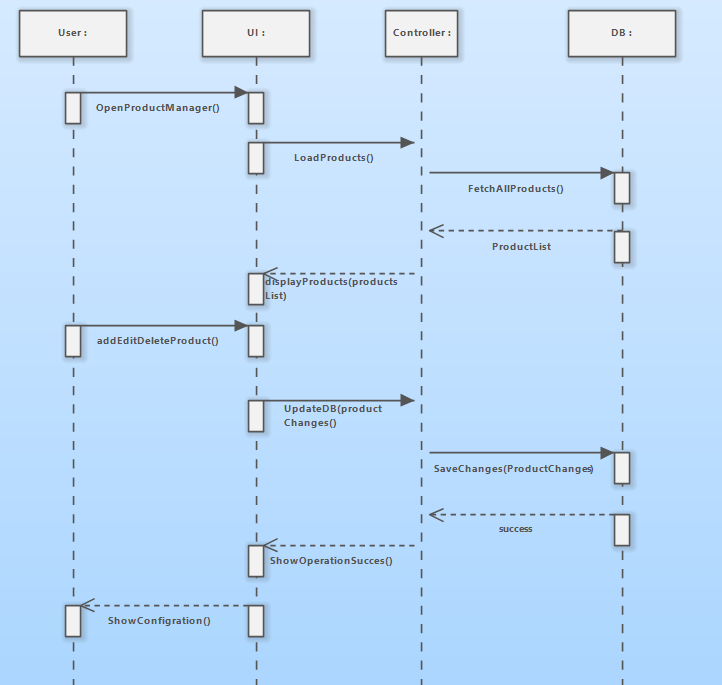 User :
UI :
Controller :
DB :
OpenProductManager()
LoadProducts()
FetchAllProducts()
ProductList
displayProducts(products
List)
addEditDeleteProduct()
UpdateDB(product
Changes()
SaveChanges(ProductChanges)
success
ShowOperationSucces()
ShowConfigration()